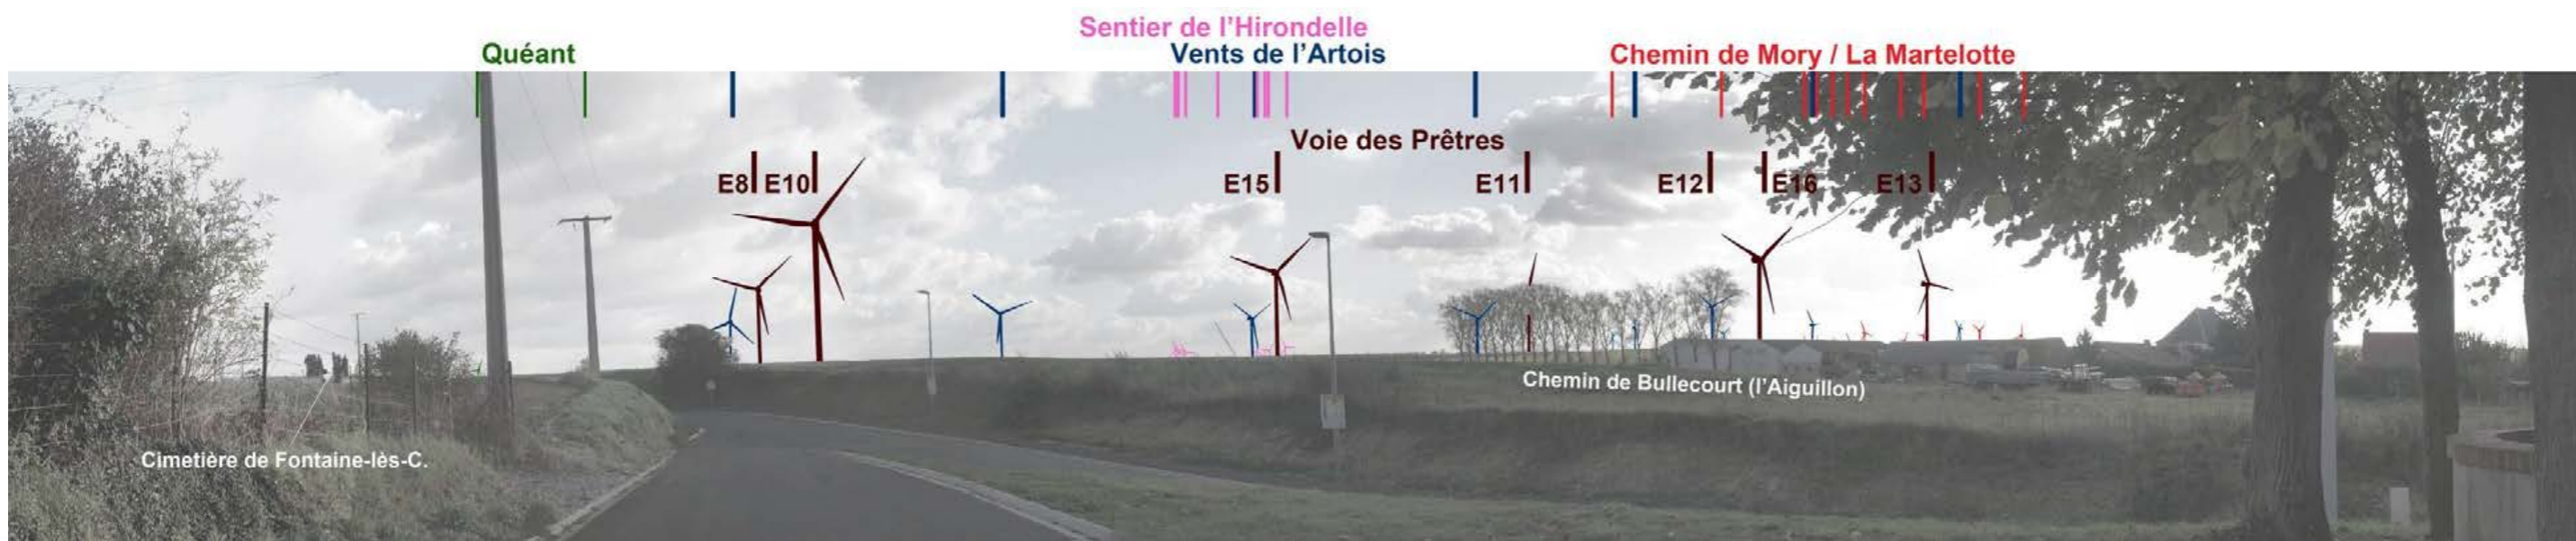 Sentier de l'Hirondelle
Quéant
Vents de l'Artois
Chemin de Mory / La Martelotte
Voie des Prêtres
E8 E10
E15
E11
E12
E16
E13
Chemin de Bullecourt (l'Aiguillon)
Cimetière de Fontaine-lès-C.